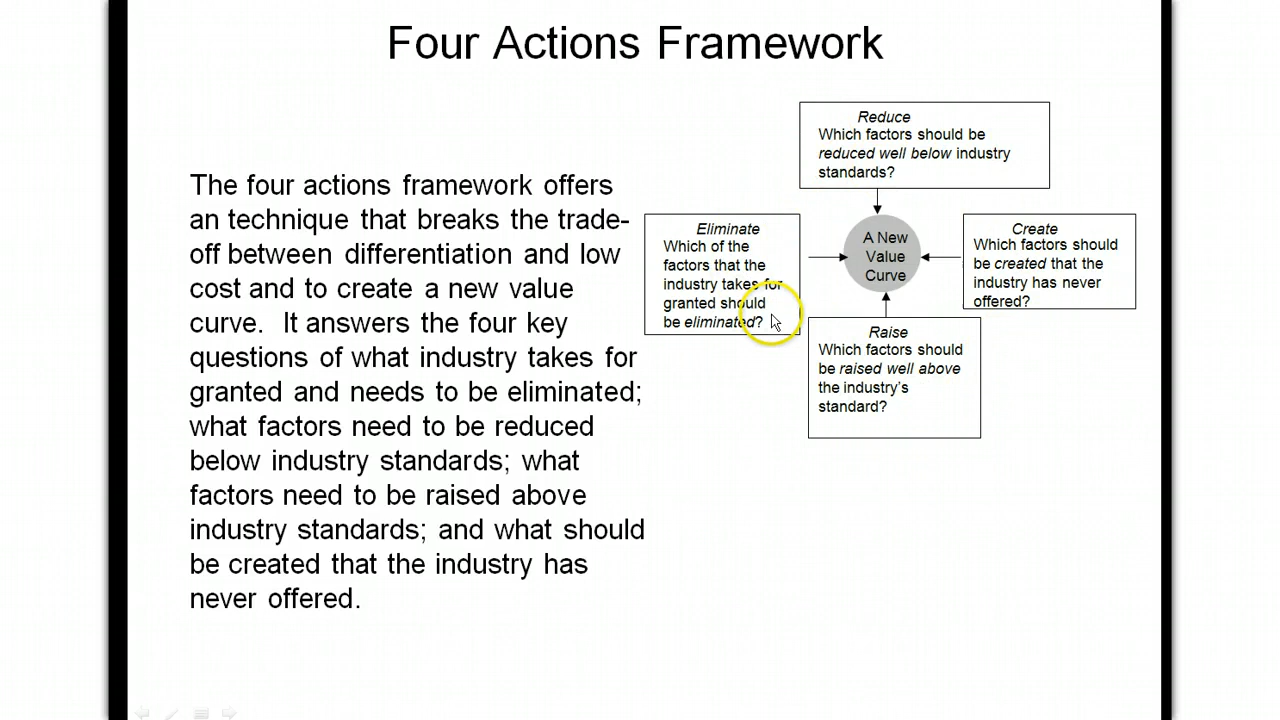 Four Actions Framework
The four actions framework offers
an technique that breaks the trade-
off between differentiation and low
cost and to create a new value
curve.  It answers the four key
questions of what industry takes for
granted and needs to be eliminated;
what factors need to be reduced
below industry standards; what
factors need to be raised above
industry standards; and what should
be created that the industry has
never offered.
Reduce
Which factors should be
reduced well below industry
standards?
Eliminate
Which of the
factors that the
industry takes for
granted should
be eliminated?
A New
Value
Curve
Create
Which factors should
be created that the
industry has never
offered?
Raise
Which factors should
be raised well above
the industry's
standard?